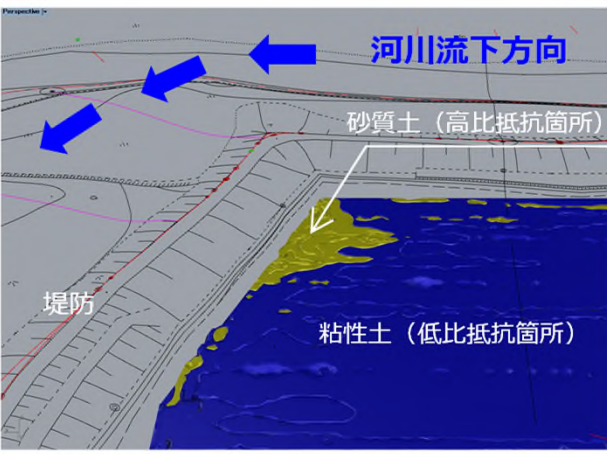 Perspective
河川流下方向
砂質土（高比抵抗箇所）
堤防
粘性土（低比抵抗箇所）